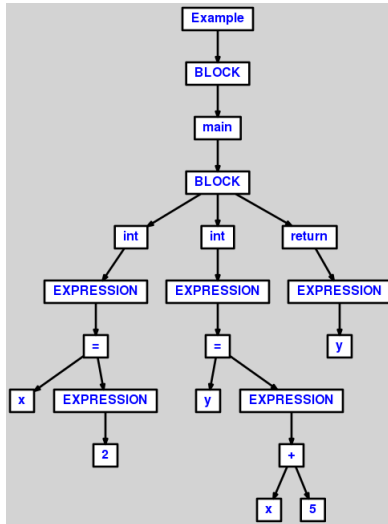 Example
BLOCK
main
BLOCK
int int return
EXPRESSION EXPRESSION EXPRESSION
= = y
x EXPRESSION y EXPRESSION
2 +
x 5